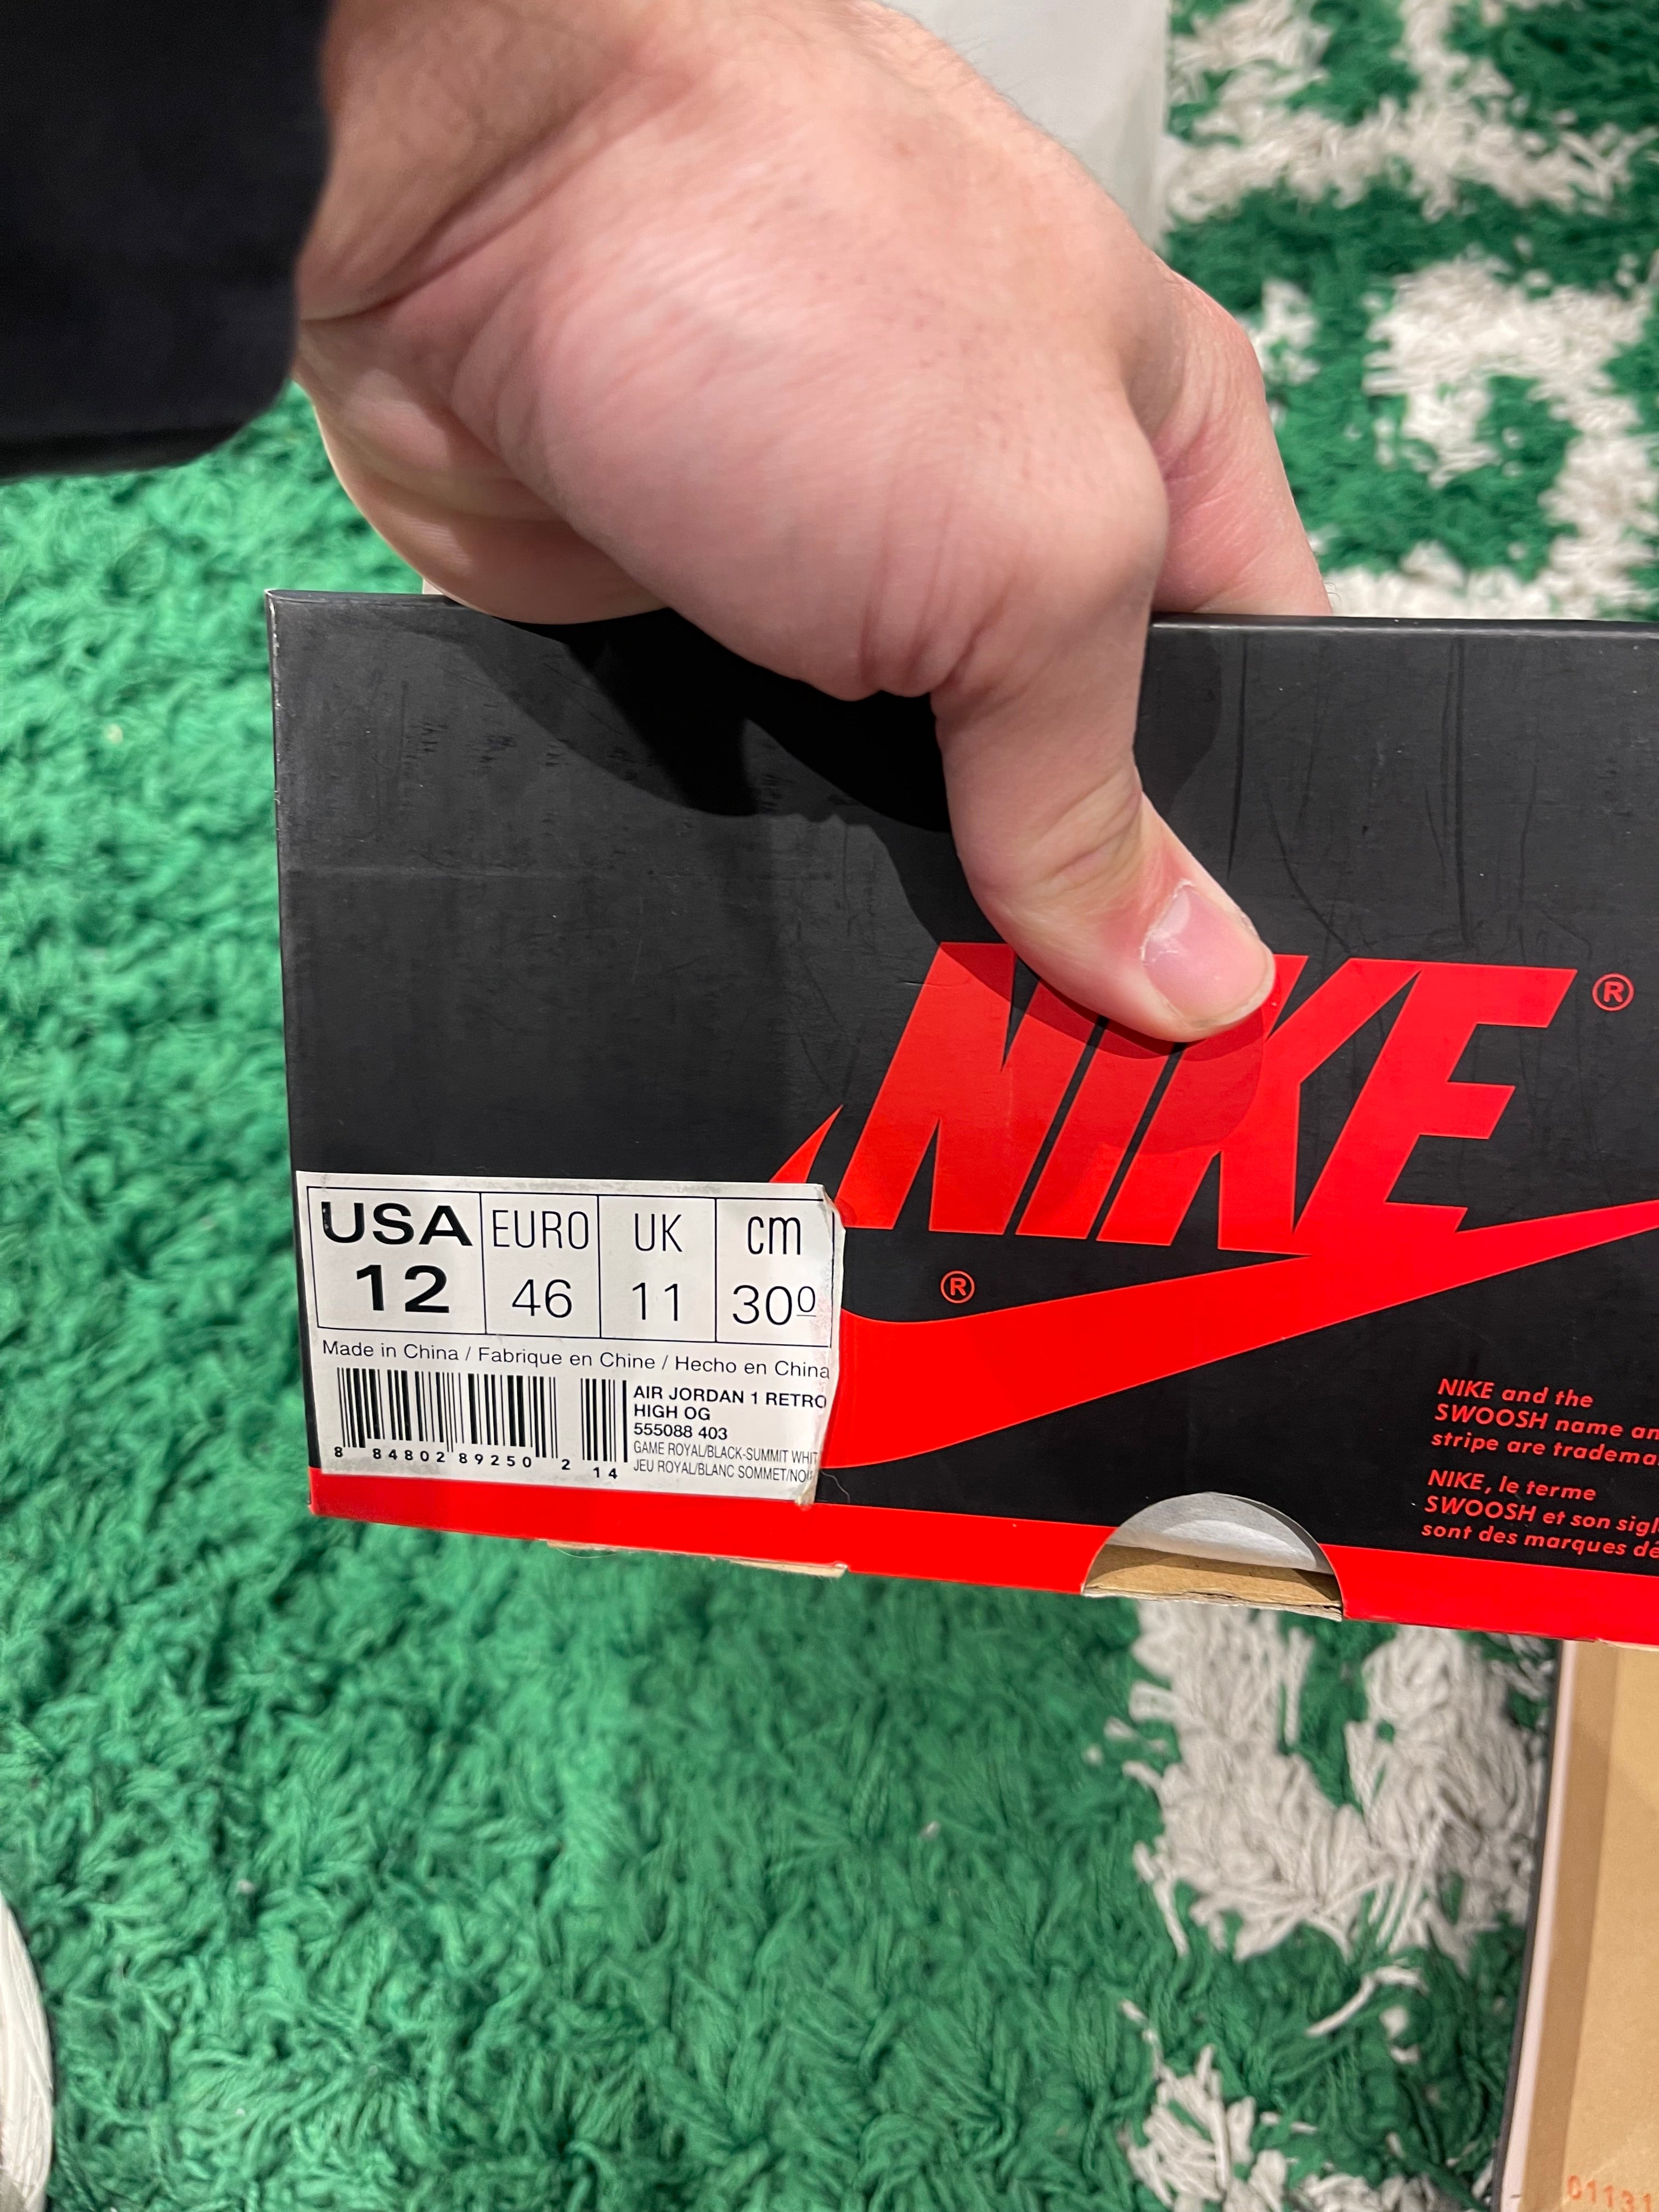 NIKE ®
®
USA EURO UK cm
12 46 11 30 0
Made in China / Fabrique en Chine / Hecho en China
AIR JORDAN 1 RETRO
HIGH OG
555088 403
GAME ROYAL/BLACK-SUMMIT WHIT
JEU ROYAL/BLANC SOMMET/NO
8 84802 89250 2 14
NIKE and the
SWOOSH name an
stripe are tradema
NIKE, le terme
SWOOSH et son sigl
sont des marques dé